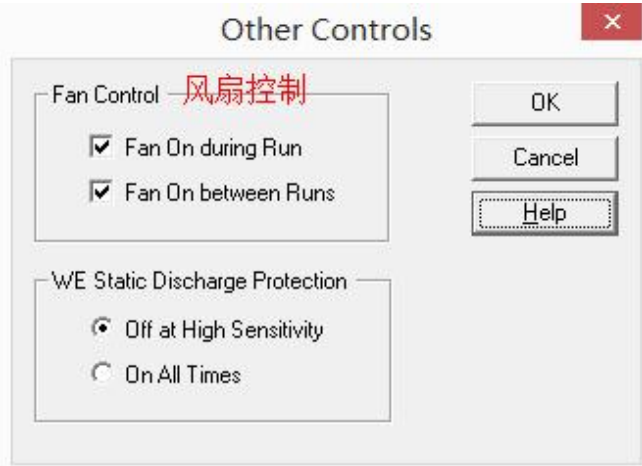 Other Controls
Fan Control 风扇控制
Fan On during Run
Fan On between Runs
WE Static Discharge Protection
Off at High Sensitivity
On All Times
OK
Cancel
Help